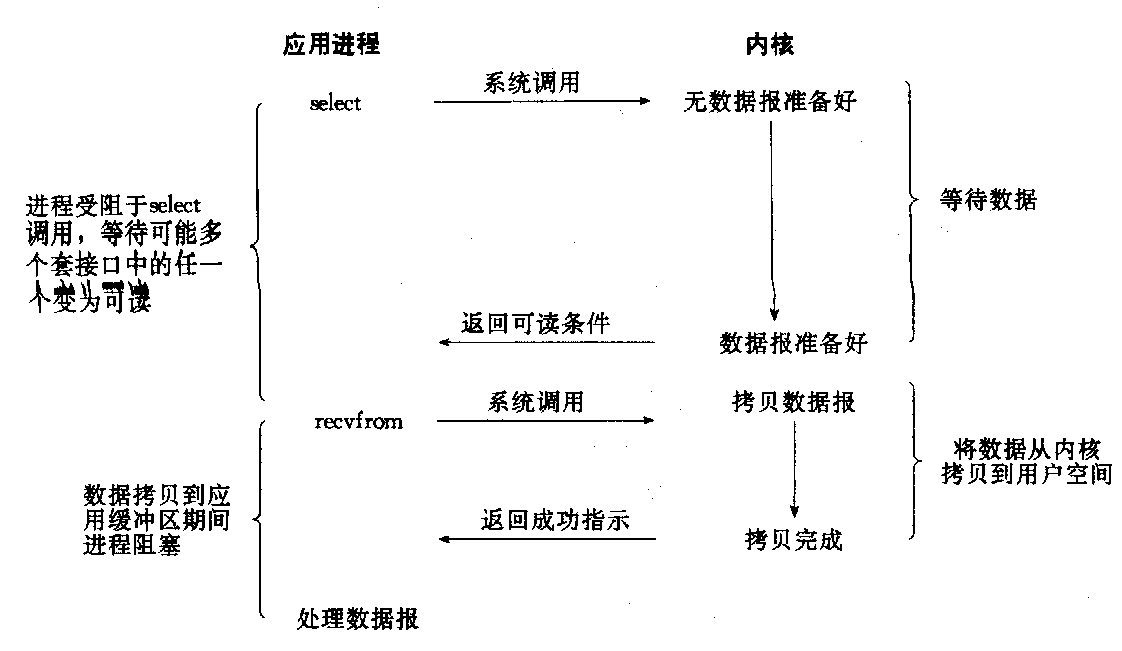 应用进程
内核
select
系统调用
无数据报准备好
进程受阻于select
调用，等待可能多
个套接口中的任一
个变为可读
等待数据
返回可读条件
数据报准备好
recvfrom
系统调用
拷贝数据报
将数据从内核
拷贝到用户空间
数据拷贝到应
用缓冲区期间
进程阻塞
返回成功指示
拷贝完成
处理数据报